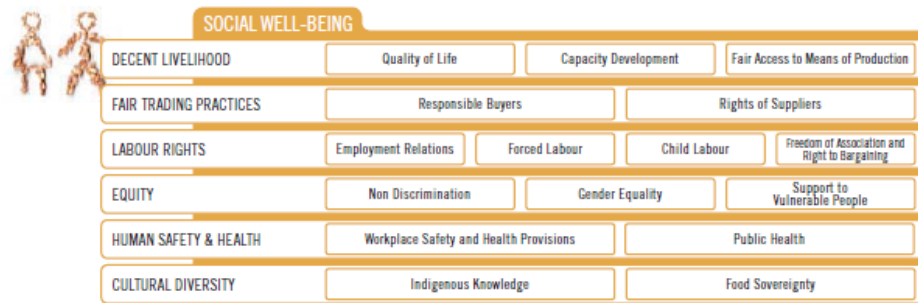 SOCIAL WELL-BEING
DECENT LIVELIHOOD
Quality of Life
Capacity Development
Fair Access to Means of Production
FAIR TRADING PRACTICES
Responsible Buyers
Rights of Suppliers
LABOUR RIGHTS
Employment Relations
Forced Labour
Child Labour
Freedom of Association and
Right to Bargaining
EQUITY
Non Discrimination
Gender Equality
Support to
Vulnerable People
HUMAN SAFETY & HEALTH
Workplace Safety and Health Provisions
Public Health
CULTURAL DIVERSITY
Indigenous Knowledge
Food Sovereignty